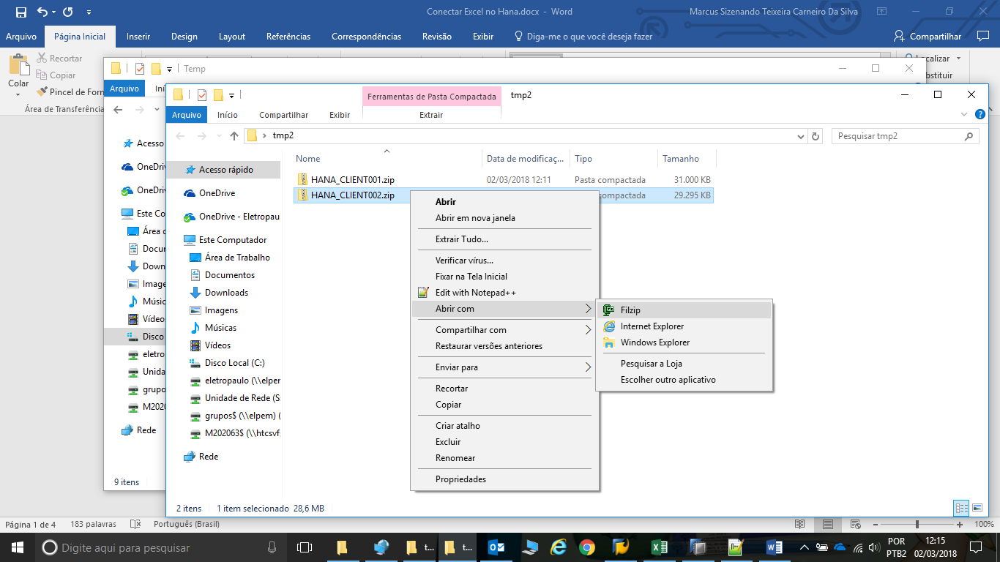 Conectar Excel no Hana.docx - Word
Marcus Sizenando Teixeira Carneiro Da Silva
Arquivo Página Inicial Inserir Design Layout Referências Correspondências Revisão Exibir Diga-me o que você deseja fazer Compartilhar
Recortar
Copiar
Colar
Pincel de Form
Área de Transferência
Localizar
stituir
Temp
Arquivo
Acesso
OneDriv
OneDriv
Este Co
Área d
Docur
Down
Image
Músic
Vídeos
Disco
eletro
Unida
grupo
M2020
Rede
9 itens
Ferramentas de Pasta Compactada tmp2
Arquivo Início Compartilhar Exibir Extrair
tmp2
Pesquisar tmp2
Nome Data de modificaç... Tipo Tamanho
HANA_CLIENT001.zip 02/03/2018 12:11 Pasta compactada 31.000 KB
HANA_CLIENT002.zip compactada 29.295 KB
Acesso rápido
OneDrive
OneDrive - Eletropau
Este Computador
Área de Trabalho
Documentos
Downloads
Imagens
Músicas
Vídeos
Disco Local (C:)
eletropaulo (\\elper
Unidade de Rede (S
grupos$ (\\elpem) (
M202063$ (\\htcsvf
Rede
Abrir
Abrir em nova janela
Extrair Tudo...
Verificar vírus...
Fixar na Tela Inicial
Edit with Notepad++
Abrir com
Compartilhar com
Restaurar versões anteriores
Enviar para
Recortar
Copiar
Criar atalho
Excluir
Renomear
Propriedades
Filzip
Internet Explorer
Windows Explorer
Pesquisar a Loja
Escolher outro aplicativo
2 itens 1 item selecionado 28,6 MB
Página 1 de 4 183 palavras Português (Brasil) 100%
Digite aqui para pesquisar
t...
t...
POR
PTB2
12:15
02/03/2018